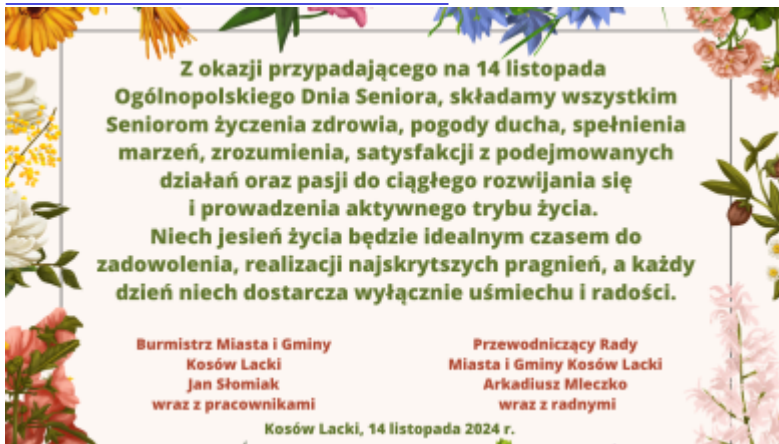 Z okazji przypadającego na 14 listopada
Ogólnopolskiego Dnia Seniora, składamy wszystkim
Seniorom życzenia zdrowia, pogody ducha, spełnienia
marzeń, zrozumienia, satysfakcji z podejmowanych
działań oraz pasji do ciągłego rozwijania się
i prowadzenia aktywnego trybu życia.
Niech jesień życia będzie idealnym czasem do
zadowolenia, realizacji najskrytszych pragnień, a każdy
dzień niech dostarcza wyłącznie uśmiechu i radości.
Burmistrz Miasta i Gminy
Kosów Lacki
Jan Słomiak
wraz z pracownikami
Przewodniczący Rady
Miasta i Gminy Kosów Lacki
Arkadiusz Mleczko
wraz z radnymi
Kosów Lacki, 14 listopada 2024 r.